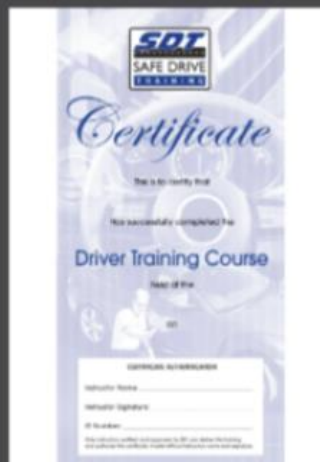 SDT
SAFE DRIVE
TRAINING
Certificate
This is to certify that
Has successfully completed the
Driver Training Course
held at the
on
CERTIFICATE AUTHORISATION
Instructor Name
Instructor Signature
ID Number